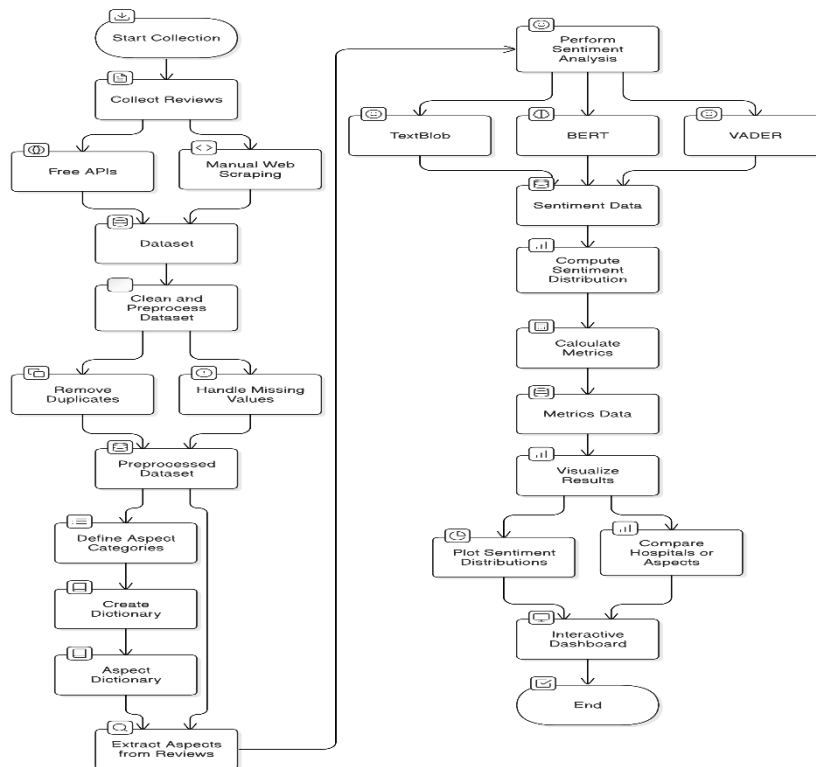 Start Collection
Collect Reviews
Free APIs
Manual Web
Scraping
Dataset
Clean and
Preprocess
Dataset
Remove
Duplicates
Handle Missing
Values
Preprocessed
Dataset
Define Aspect
Categories
Create
Dictionary
Aspect
Dictionary
Extract Aspects
from Reviews
Perform
Sentiment
Analysis
TextBlob
BERT
VADER
Sentiment Data
Compute
Sentiment
Distribution
Calculate
Metrics
Metrics Data
Visualize
Results
Plot Sentiment
Distributions
Compare
Hospitals or
Aspects
Interactive
Dashboard
End